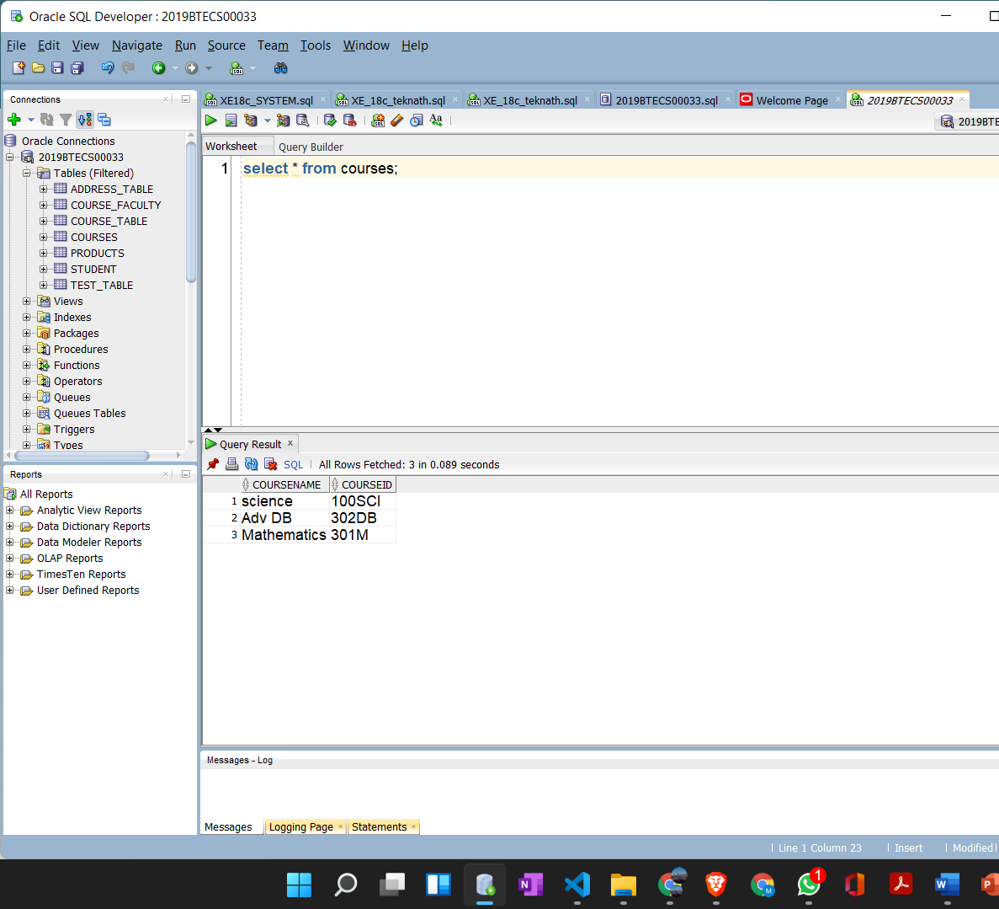 Oracle SQL Developer : 2019BTECS00033
File Edit View Navigate Run Source Team Tools Window Help
Connections
Oracle Connections
2019BTECS00033
Tables (Filtered)
ADDRESS_TABLE
COURSE_FACULTY
COURSE_TABLE
COURSES
PRODUCTS
STUDENT
TEST_TABLE
Views
Indexes
Packages
Procedures
Functions
Operators
Queues
Queues Tables
Triggers
Types
Reports
All Reports
Analytic View Reports
Data Dictionary Reports
Data Modeler Reports
OLAP Reports
TimesTen Reports
User Defined Reports
XE18c_SYSTEM.sql XE_18c_teknath.sql XE_18c_teknath.sql 2019BTECS00033.sql Welcome Page 2019BTECS00033
2019BTE
Worksheet Query Builder
1 select * from courses;
Query Result
SQL All Rows Fetched: 3 in 0.089 seconds
COURSENAME COURSEID
1 science 100SCI
2 Adv DB 302DB
3 Mathematics 301M
Messages - Log
Messages Logging Page Statements
Line 1 Column 23 Insert Modified
1